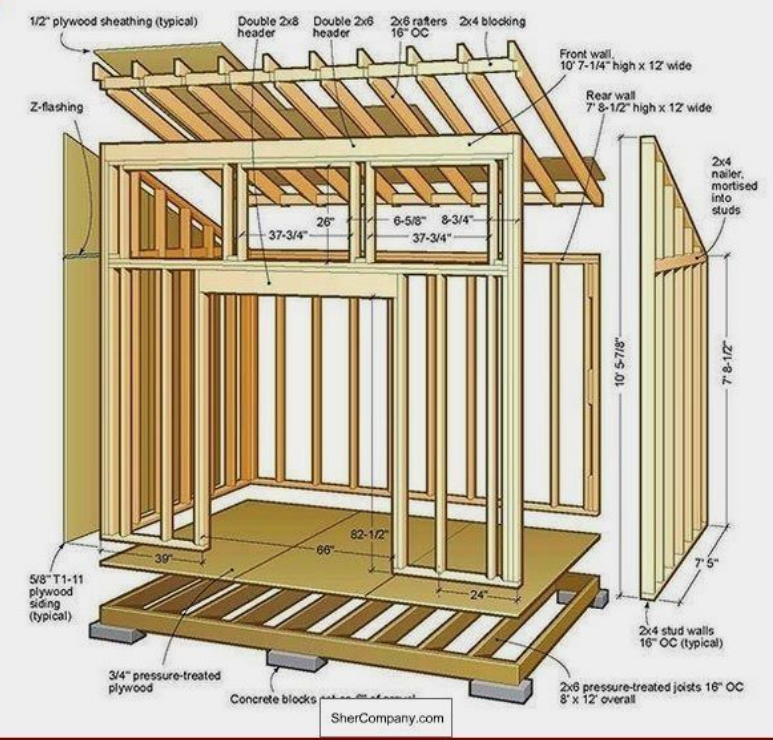 1/2" plywood sheathing (typical)
Double 2x8
header
Double 2x6
header
2x6 rafters
16" OC
2x4 blocking
Front wall,
10' 7-1/4" high x 12' wide
Rear wall
7' 8-1/2" high x 12' wide
Z-flashing
2x4
nailer,
mortised
into
studs
26"
6-5/8"
8-3/4"
37-3/4"
37-3/4"
10' 5-7/8"
7' 8-1/2"
82-1/2"
66"
39"
24"
7' 5"
5/8" T1-11
plywood
siding
(typical)
2x4 stud walls
16" OC (typical)
3/4" pressure-treated
plywood
Concrete blocks
2x6 pressure-treated joists 16" OC
8' x 12' overall
SherCompany.com